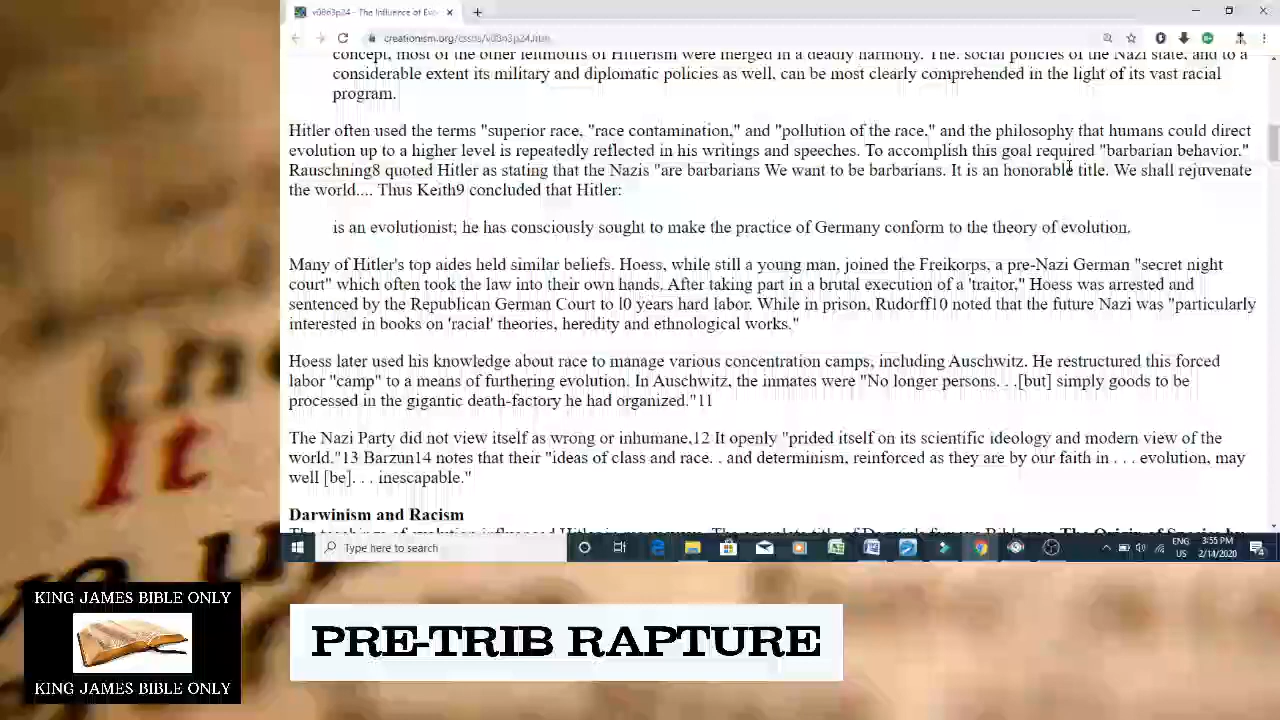 v08n3p24 - The Influence of Evo
creationism.org/csshs/v08n3p24.htm
concept, most of the other leitmotifs of Hitlerism were merged in a deadly harmony. The. social policies of the Nazi state, and to a
considerable extent its military and diplomatic policies as well, can be most clearly comprehended in the light of its vast racial
program.
Hitler often used the terms "superior race, "race contamination," and "pollution of the race," and the philosophy that humans could direct
evolution up to a higher level is repeatedly reflected in his writings and speeches. To accomplish this goal required "barbarian behavior."
Rauschning8 quoted Hitler as stating that the Nazis "are barbarians We want to be barbarians. It is an honorable title. We shall rejuvenate
the world.... Thus Keith9 concluded that Hitler:
is an evolutionist; he has consciously sought to make the practice of Germany conform to the theory of evolution.
Many of Hitler's top aides held similar beliefs. Hoess, while still a young man, joined the Freikorps, a pre-Nazi German "secret night
court" which often took the law into their own hands. After taking part in a brutal execution of a 'traitor," Hoess was arrested and
sentenced by the Republican German Court to l0 years hard labor. While in prison, Rudorff10 noted that the future Nazi was "particularly
interested in books on 'racial' theories, heredity and ethnological works."
Hoess later used his knowledge about race to manage various concentration camps, including Auschwitz. He restructured this forced
labor "camp" to a means of furthering evolution. In Auschwitz, the inmates were "No longer persons. . .[but] simply goods to be
processed in the gigantic death-factory he had organized."11
The Nazi Party did not view itself as wrong or inhumane,12 It openly "prided itself on its scientific ideology and modern view of the
world."13 Barzun14 notes that their "ideas of class and race. . and determinism, reinforced as they are by our faith in . . . evolution, may
well [be]. . . inescapable."
Darwinism and Racism
Type here to search
ENG
US
3:55 PM
2/14/2020
4
It
KING JAMES BIBLE ONLY
KING JAMES BIBLE ONLY
PRE-TRIB RAPTURE